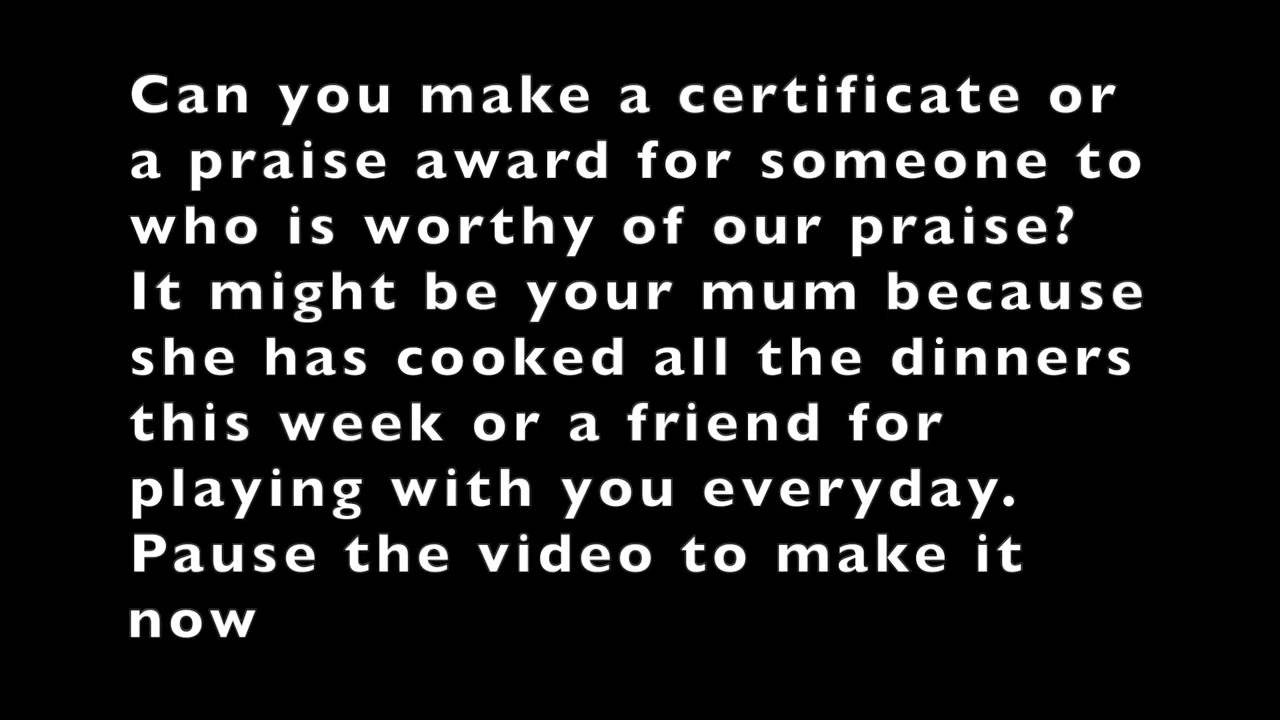 Can you make a certificate or
a praise award for someone to
who is worthy of our praise?
It might be your mum because
she has cooked all the dinners
this week or a friend for
playing with you everyday.
Pause the video to make it
now